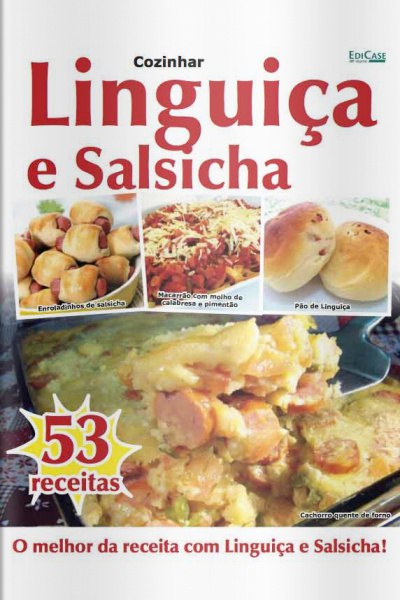 Cozinhar
EDICASE
Linguiça
e Salsicha
Enroladinhos de salsicha
Macarrão com molho de
calabresa e pimentão
Pão de Linguiça
53
receitas
Cachorro quente de forno
O melhor da receita com Linguiça e Salsicha!